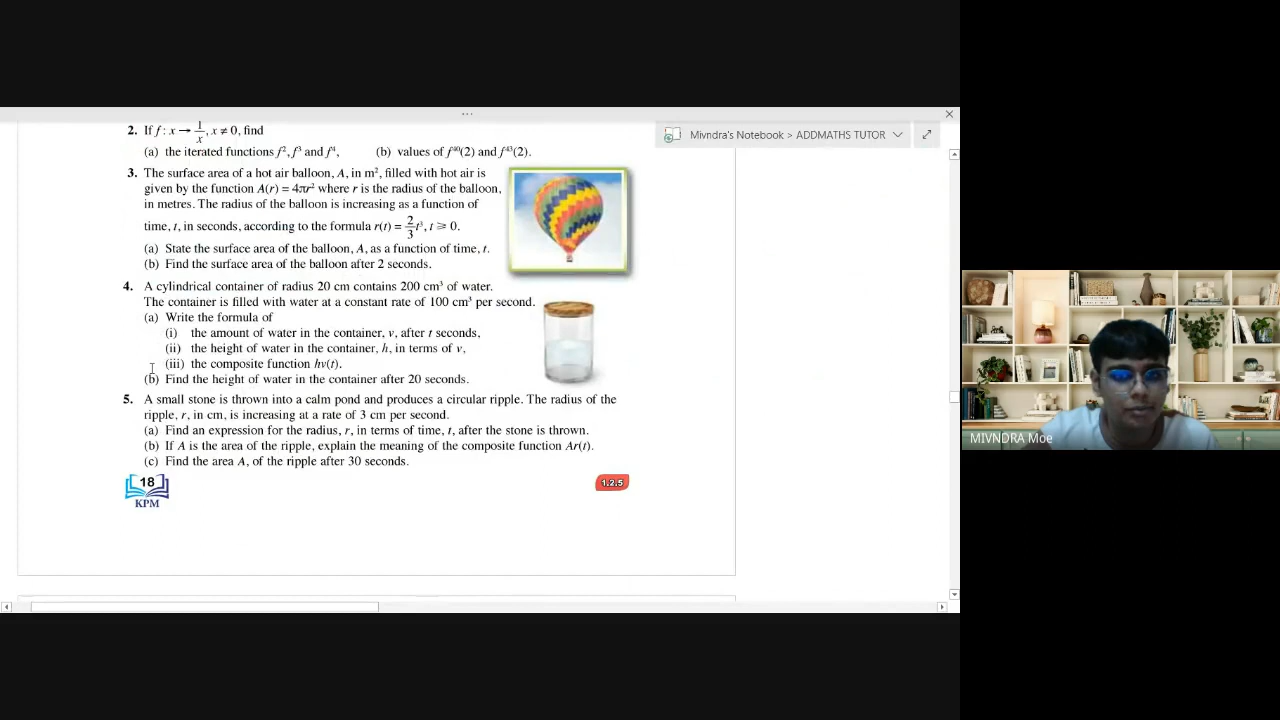 ...
×
Mivndra's Notebook > ADDMATHS TUTOR
2. If f : x → 1/x, x ≠ 0, find
(a) the iterated functions f², f³ and f⁴, (b) values of f⁴⁰(2) and f⁴³(2).
3. The surface area of a hot air balloon, A, in m², filled with hot air is
given by the function A(r) = 4πr² where r is the radius of the balloon,
in metres. The radius of the balloon is increasing as a function of
time, t, in seconds, according to the formula r(t) = 2/3 t³, t ⩾ 0.
(a) State the surface area of the balloon, A, as a function of time, t.
(b) Find the surface area of the balloon after 2 seconds.
4. A cylindrical container of radius 20 cm contains 200 cm³ of water.
The container is filled with water at a constant rate of 100 cm³ per second.
(a) Write the formula of
(i) the amount of water in the container, v, after t seconds,
(ii) the height of water in the container, h, in terms of v,
(iii) the composite function hv(t).
(b) Find the height of water in the container after 20 seconds.
5. A small stone is thrown into a calm pond and produces a circular ripple. The radius of the
ripple, r, in cm, is increasing at a rate of 3 cm per second.
(a) Find an expression for the radius, r, in terms of time, t, after the stone is thrown.
(b) If A is the area of the ripple, explain the meaning of the composite function Ar(t).
(c) Find the area A, of the ripple after 30 seconds.
18
KPM
1.2.5
MIVNDRA Moe